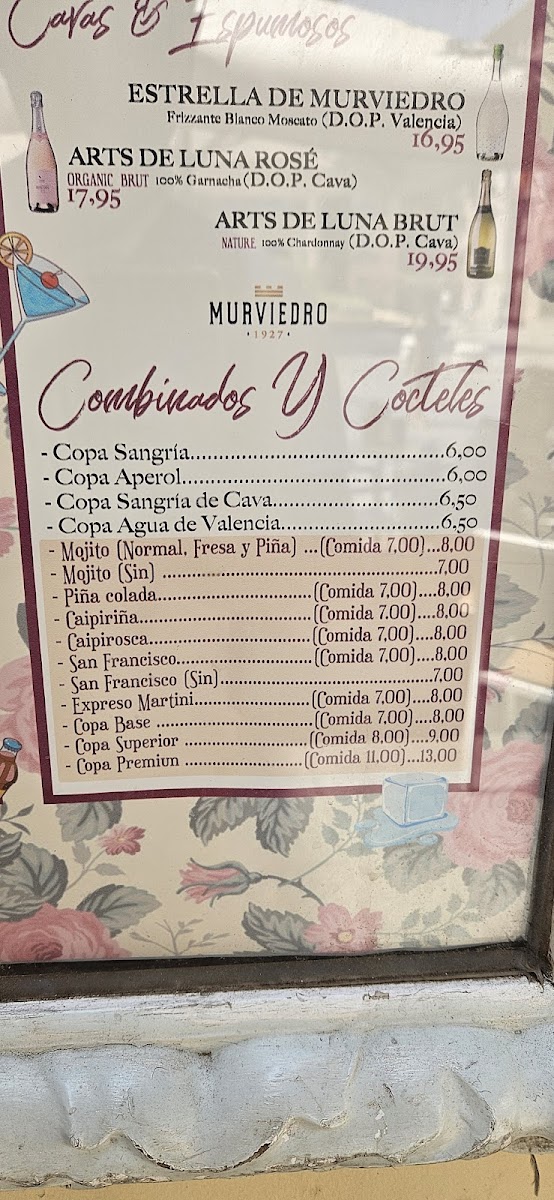 Cavas & Espumosos
ESTRELLA DE MURVIEDRO
Frizzante Blanco Moscato (D.O.P. Valencia)
16,95
ARTS DE LUNA ROSÉ
ORGANIC BRUT 100% Garnacha (D.O.P. Cava)
17,95
ARTS DE LUNA BRUT
NATURE 100% Chardonnay (D.O.P. Cava)
19,95
MURVIEDRO
·1927·
Combinados Y Cocteles
- Copa Sangría..........................................6,00
- Copa Aperol...........................................6,00
- Copa Sangría de Cava...........................6.50
- Copa Agua de Valencia..........................6.50
- Mojito (Normal, Fresa y Piña) ...(Comida 7,00)...8,00
- Mojito (Sin) ......................................................7,00
- Piña colada..............................(Comida 7,00)....8,00
- Caipiriña.................................(Comida 7.00)....8,00
- Caipirosca...............................(Comida 7,00)....8,00
- San Francisco..........................(Comida 7,00)....8,00
- San Francisco (Sin)..........................................7,00
- Expreso Martini......................(Comida 7,00)....8,00
- Copa Base ..............................(Comida 7,00)....8,00
- Copa Superior ........................(Comida 8,00)....9,00
- Copa Premiun .......................(Comida 11,00)...13,00